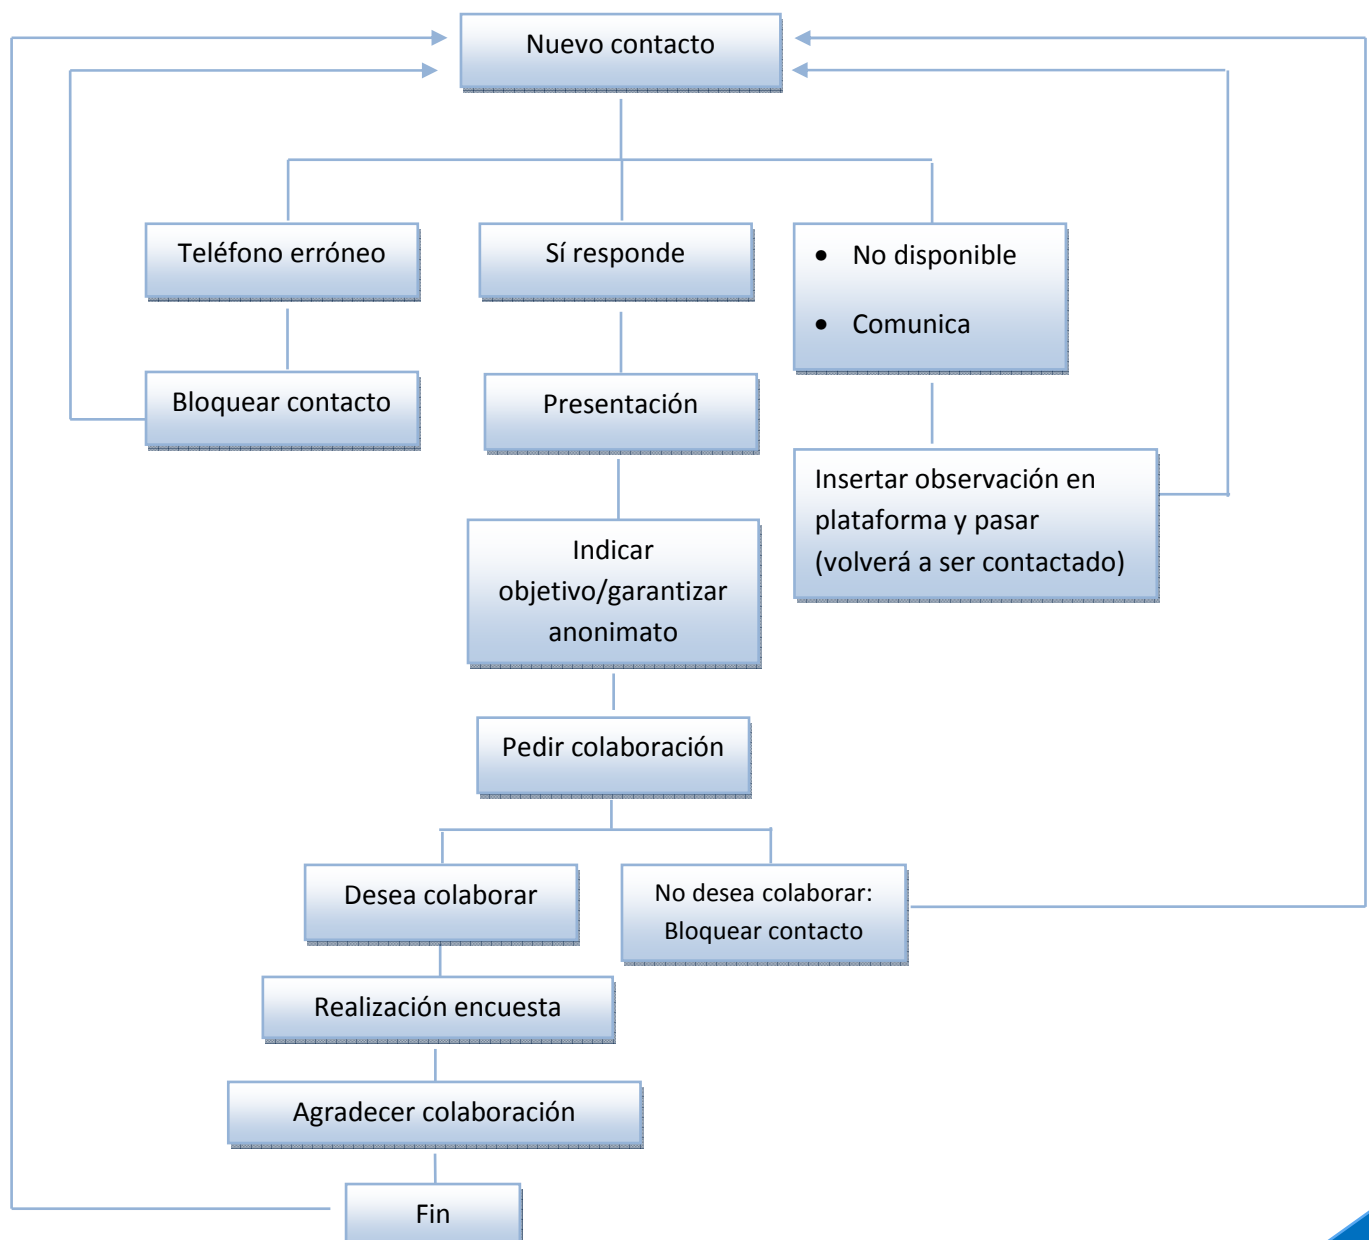 Nuevo contacto
Teléfono erróneo
Sí responde
• No disponible
• Comunica
Bloquear contacto
Presentación
Insertar observación en
plataforma y pasar
(volverá a ser contactado)
Indicar
objetivo/garantizar
anonimato
Pedir colaboración
Desea colaborar
No desea colaborar:
Bloquear contacto
Realización encuesta
Agradecer colaboración
Fin